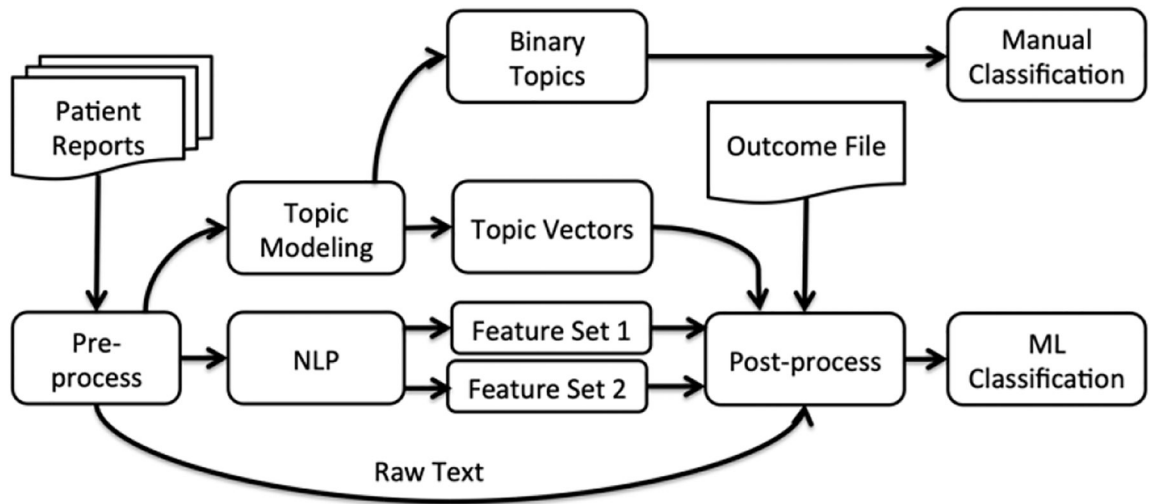 Binary
Topics
Manual
Classification
Patient
Reports
Outcome File
Topic
Modeling
Topic Vectors
Pre-
process
NLP
Feature Set 1
Feature Set 2
Post-process
ML
Classification
Raw Text